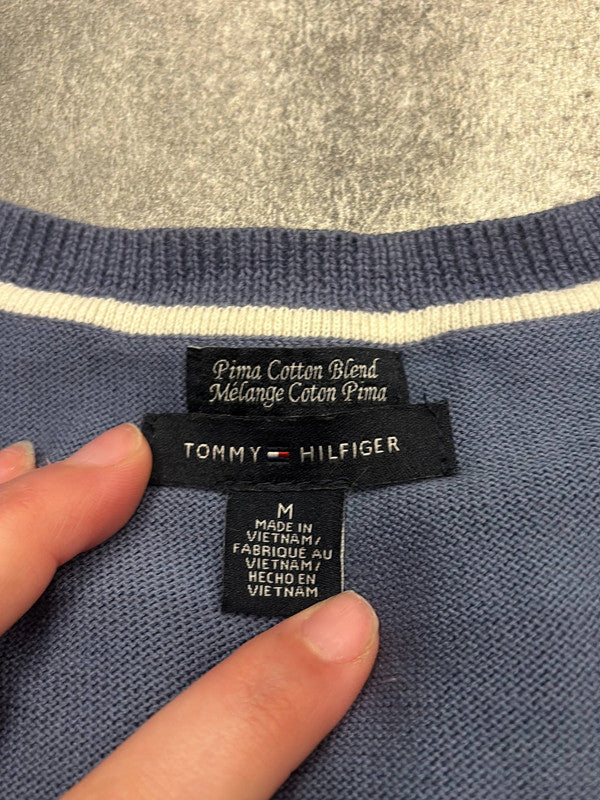 Pima Cotton Blend
Mélange Coton Pima
TOMMY HILFIGER
M
MADE IN
VIETNAM/
FABRIQUÉ AU
VIETNAM/
HECHO EN
VIETNAM